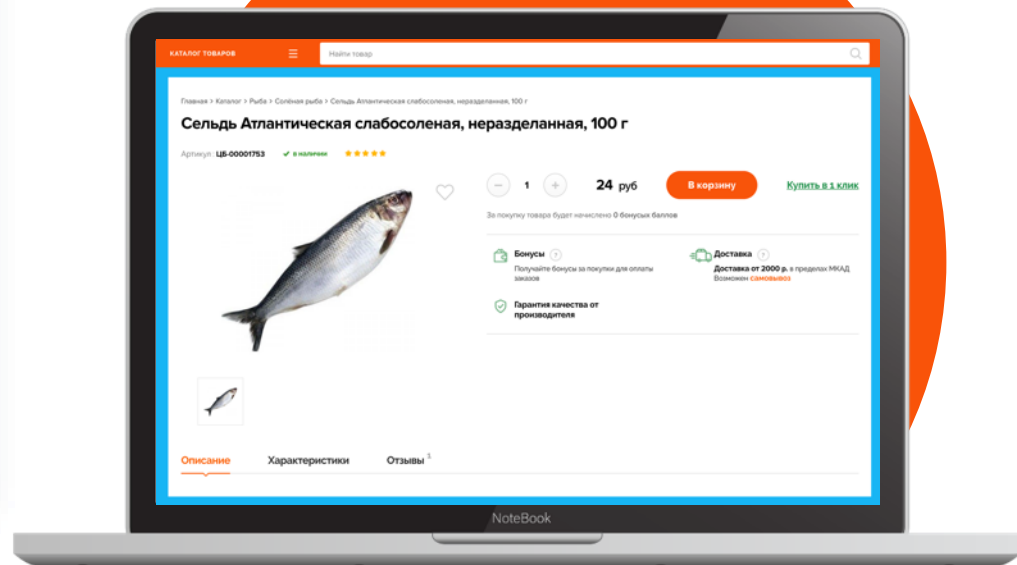 КАТАЛОГ ТОВАРОВ
Найти товар
Главная > Каталог > Рыба > Солёная рыба > Сельдь Атлантическая слабосоленая, неразделанная, 100 г
Сельдь Атлантическая слабосоленая, неразделанная, 100 г
Артикул: ЦБ-00001753 в наличии
1 24 руб В корзину Купить в 1 клик
За покупку товара будет начислено 0 бонусых баллов
Бонусы ?
Получайте бонусы за покупки для оплаты
заказов
Доставка ?
Доставка от 2000 р. в пределах МКАД
Возможен самовывоз
Гарантия качества от
производителя
Описание Характеристики Отзывы 1
NoteBook